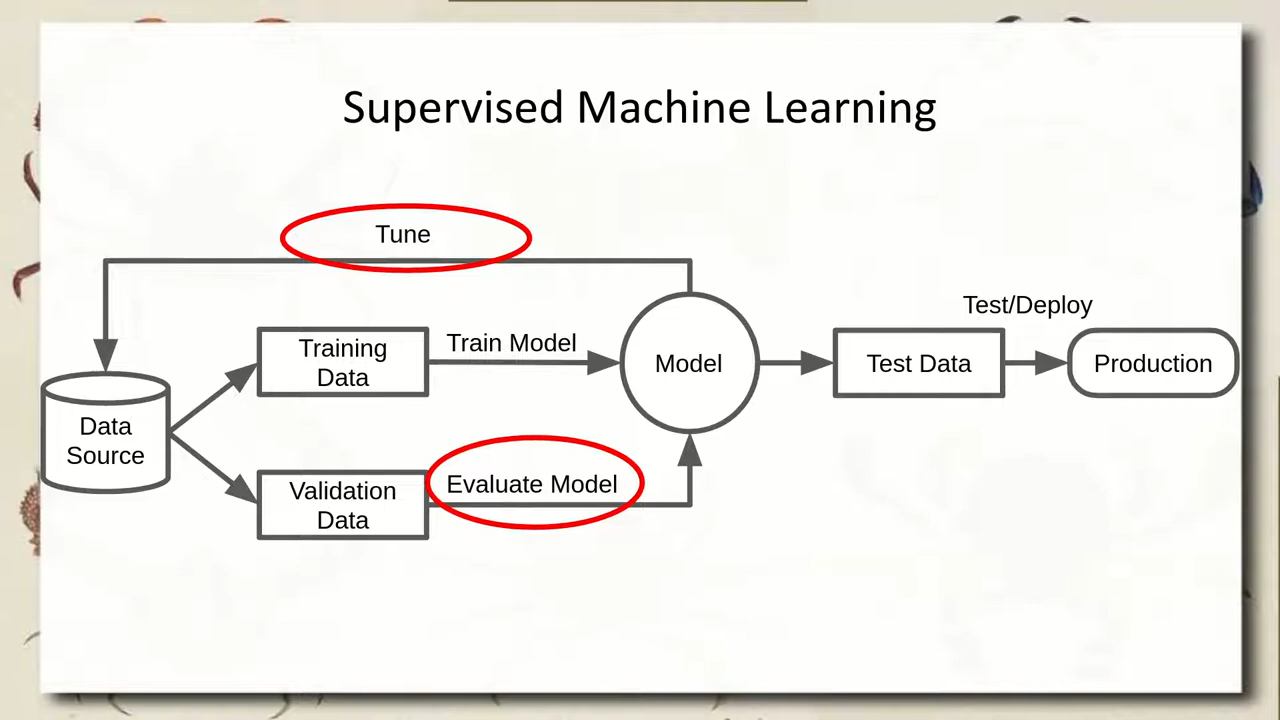 Supervised Machine Learning
Tune
Test/Deploy
Training
Data
Train Model
Model
Test Data
Production
Data
Source
Validation
Data
Evaluate Model